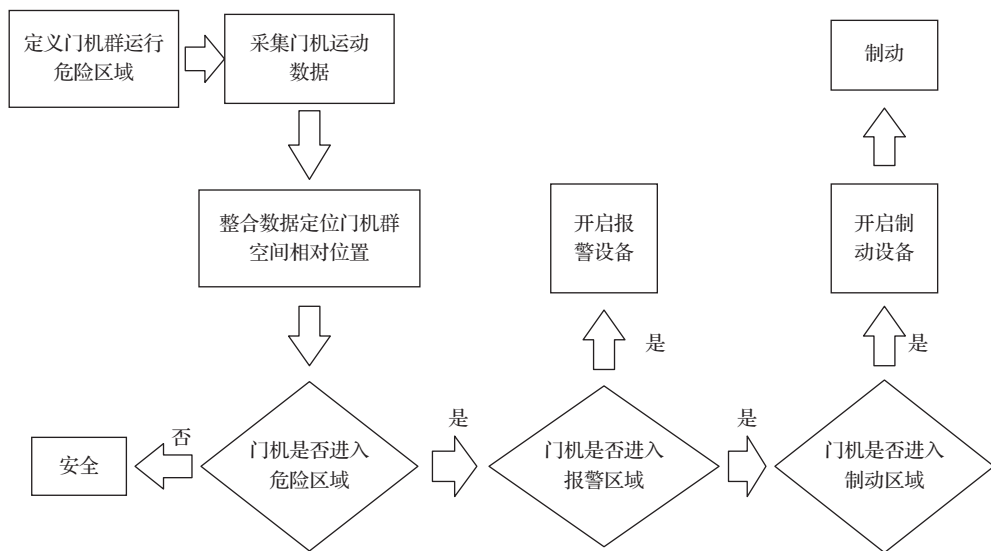 定义门机群运行
危险区域
采集门机运动
数据
制动
整合数据定位门机群
空间相对位置
开启报
警设备
开启制
动设备
是
是
否
是
是
安全
门机是否进入
危险区域
门机是否进入
报警区域
门机是否进入
制动区域